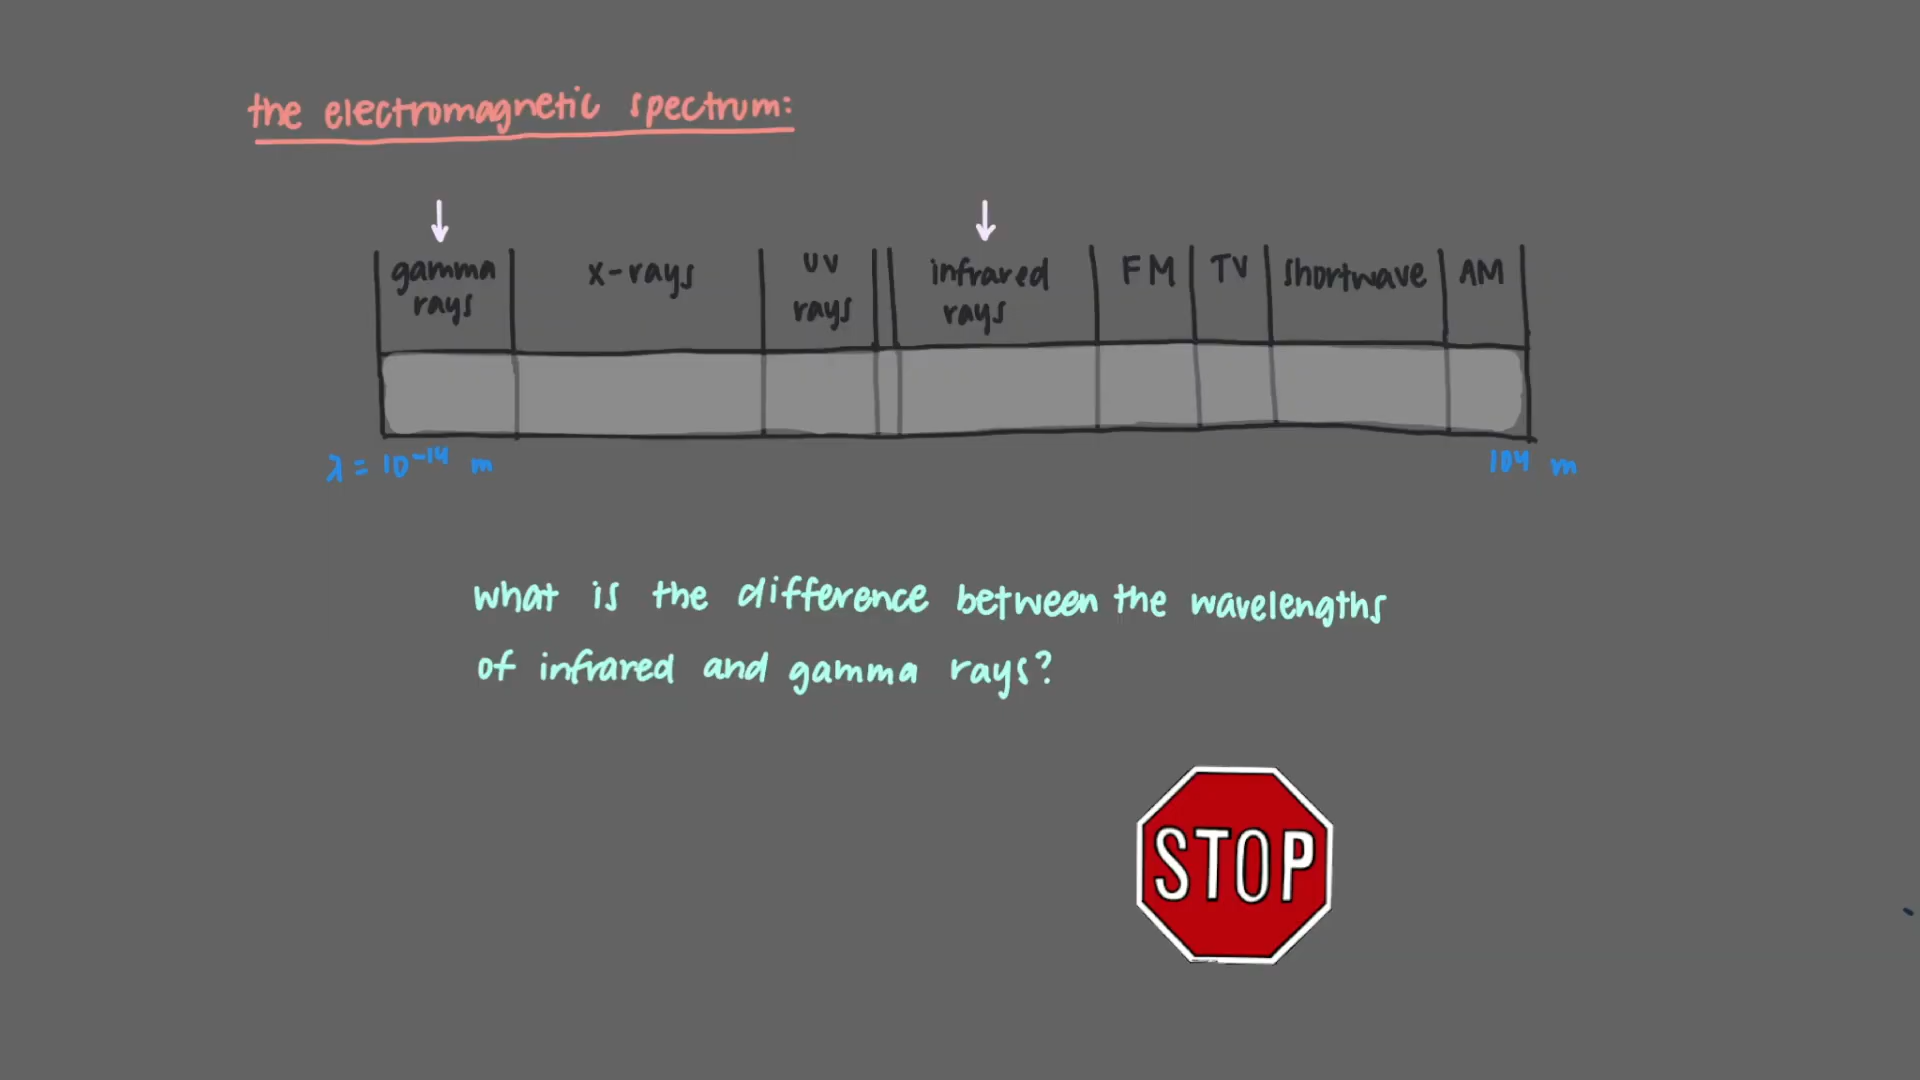 the electromagnetic spectrum:
gamma rays
x-rays
UV rays
infrared rays
FM
TV
shortwave
AM
λ = 10⁻¹⁴ m
10⁴ m
what is the difference between the wavelengths
of infrared and gamma rays?
STOP